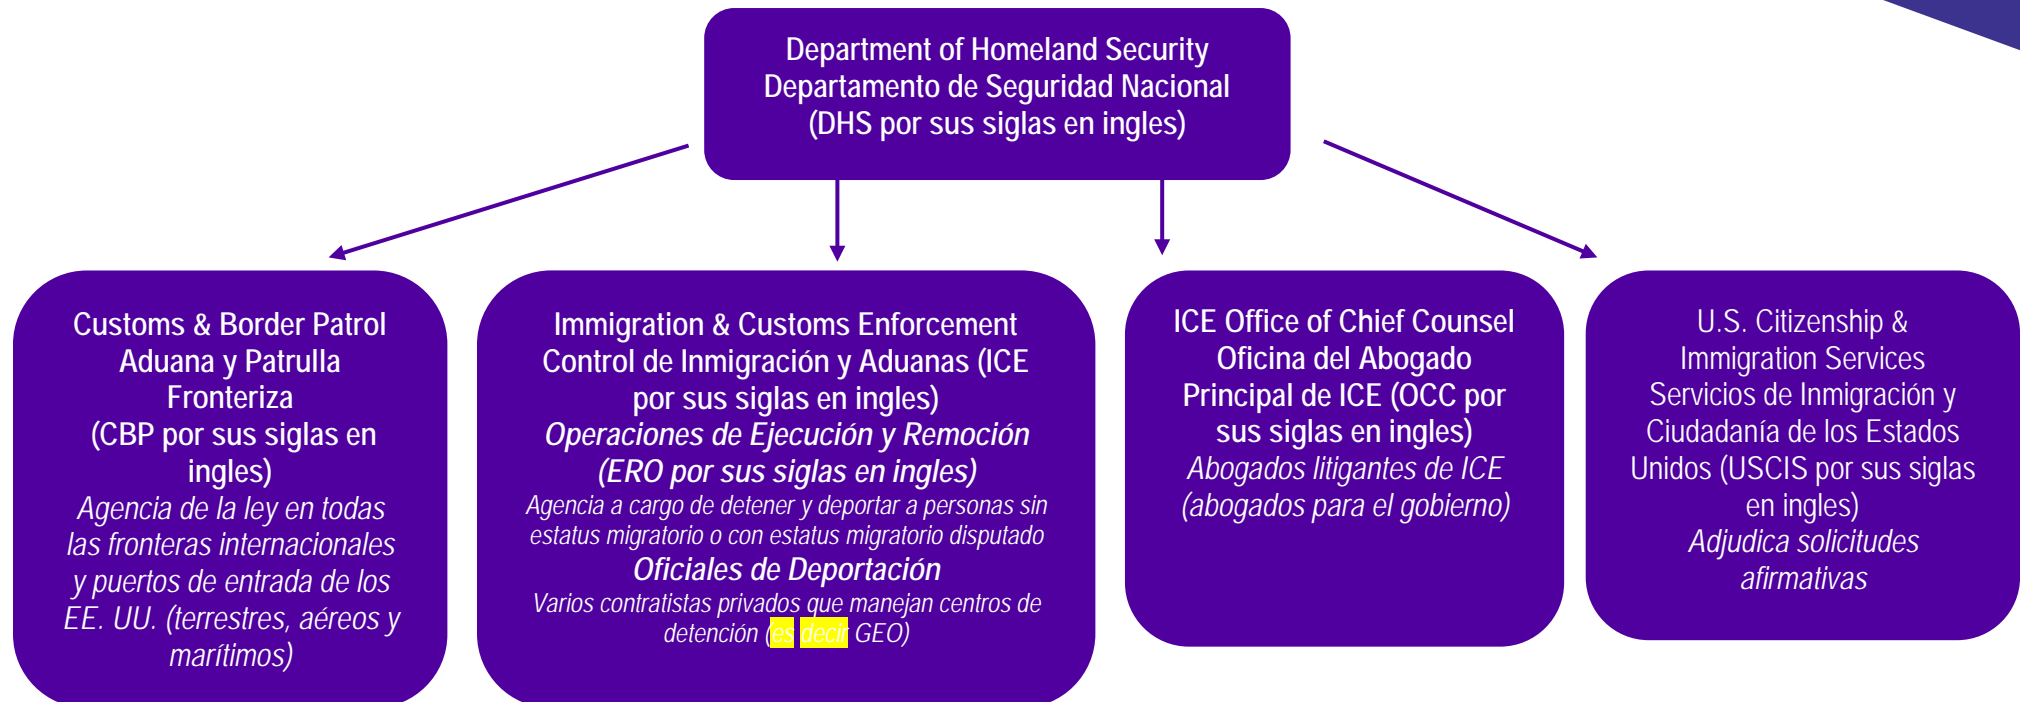 Department of Homeland Security
Departamento de Seguridad Nacional
(DHS por sus siglas en ingles)
Customs & Border Patrol
Aduana y Patrulla
Fronteriza
(CBP por sus siglas en
ingles)
Agencia de la ley en todas
las fronteras internacionales
y puertos de entrada de los
EE. UU. (terrestres, aéreos y
marítimos)
Immigration & Customs Enforcement
Control de Inmigración y Aduanas (ICE
por sus siglas en ingles)
Operaciones de Ejecución y Remoción
(ERO por sus siglas en ingles)
Agencia a cargo de detener y deportar a personas sin
estatus migratorio o con estatus migratorio disputado
Oficiales de Deportación
Varios contratistas privados que manejan centros de
detención (es decir GEO)
ICE Office of Chief Counsel
Oficina del Abogado
Principal de ICE (OCC por
sus siglas en ingles)
Abogados litigantes de ICE
(abogados para el gobierno)
U.S. Citizenship &
Immigration Services
Servicios de Inmigración y
Ciudadanía de los Estados
Unidos (USCIS por sus siglas
en ingles)
Adjudica solicitudes
afirmativas